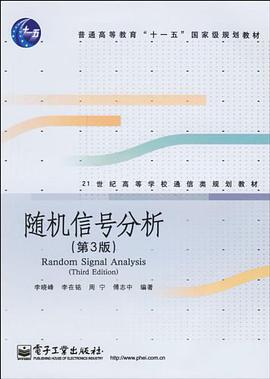 十一五
普通高等教育“十一五”国家级规划教材
21世纪高等学校通信类规划教材
随机信号分析
(第3版)
Random Signal Analysis
(Third Edition)
李晓峰 李在铭 周 宁 傅志中 编著
电子工业出版社
PUBLISHING HOUSE OF ELECTRONICS INDUSTRY
http://www.phei.com.cn